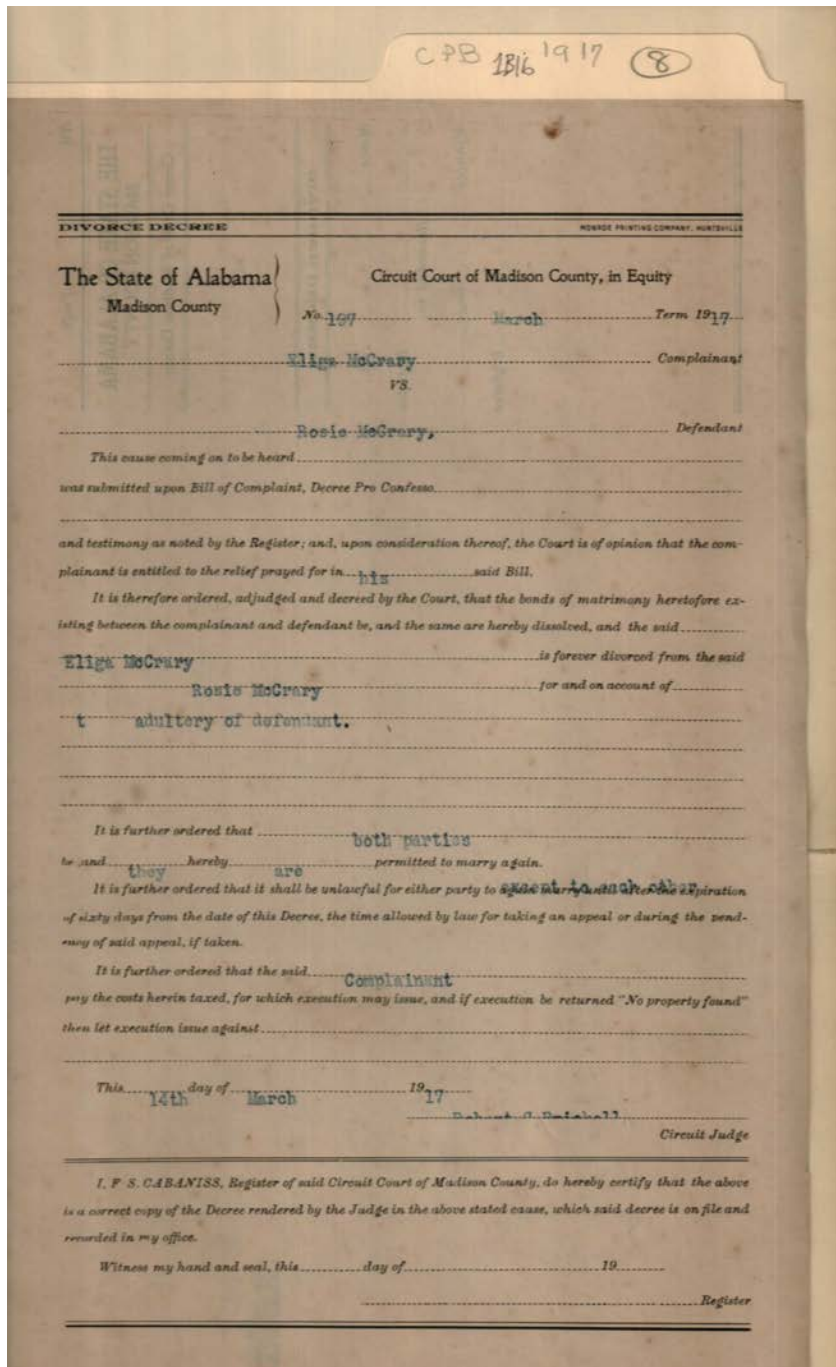 CPB 1B16 1917 8
DIVORCE DECREE MONROE PRINTING COMPANY, HUNTSVILLE
The State of Alabama Circuit Court of Madison County, in Equity
Madison County No. 197 March Term 1917
Eliga McCrary Complainant
VS.
Rosie McCrary, Defendant
This cause coming on to be heard
was submitted upon Bill of Complaint, Decree Pro Confesso
and testimony as noted by the Register; and, upon consideration thereof, the Court is of opinion that the com-
plainant is entitled to the relief prayed for in his said Bill.
It is therefore ordered, adjudged and decreed by the Court, that the bonds of matrimony heretofore ex-
isting between the complainant and defendant be, and the same are hereby dissolved, and the said
Eliga McCrary is forever divorced from the said
Rosie McCrary for and on account of
t adultery of defendant.
It is further ordered that both parties
be and they hereby are permitted to marry again.
It is further ordered that it shall be unlawful for either party to except to each other expiration
of sixty days from the date of this Decree, the time allowed by law for taking an appeal or during the pend-
ency of said appeal, if taken.
It is further ordered that the said Complainant
pay the costs herein taxed, for which execution may issue, and if execution be returned "No property found"
then let execution issue against
This 14th day of March 1917
Circuit Judge
I, F S. CABANISS, Register of said Circuit Court of Madison County, do hereby certify that the above
is a correct copy of the Decree rendered by the Judge in the above stated cause, which said decree is on file and
recorded in my office.
Witness my hand and seal, this day of 19
Register